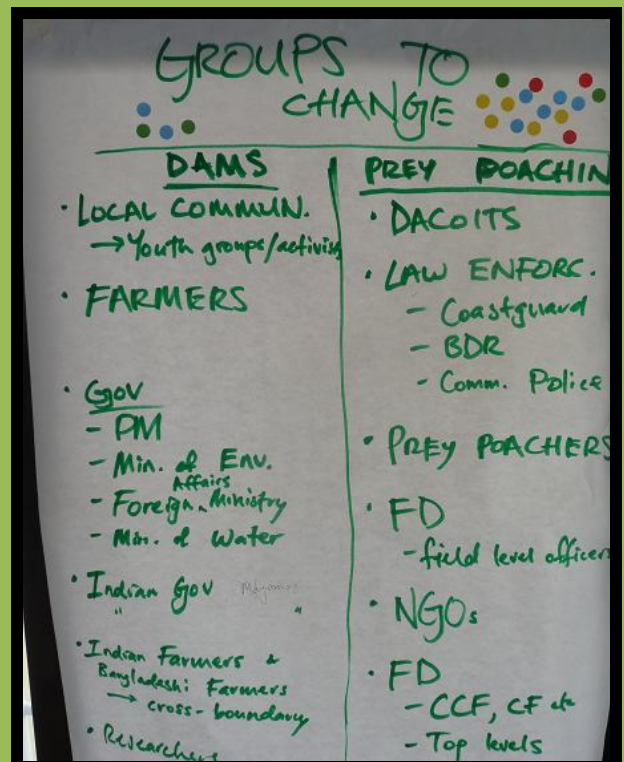 GROUPS TO
CHANGE
DAMS
· LOCAL COMMUN.
→ Youth groups/activis
· FARMERS
· Gov
- PM
- Min. of Env.
Affairs
- Foreign ^ Ministry
- Min. of Water
· Indian Gov
" "
· Indian Farmers &
Bangladeshi Farmers
→ cross-boundary
· Researchers
PREY POACHIN
· DACOITS
· LAW ENFORC.
- Coastguard
- BDR
- Comm. Police
· PREY POACHERS
· FD
- field level officers
· NGOs
· FD
- CCF, CF etc
- Top levels